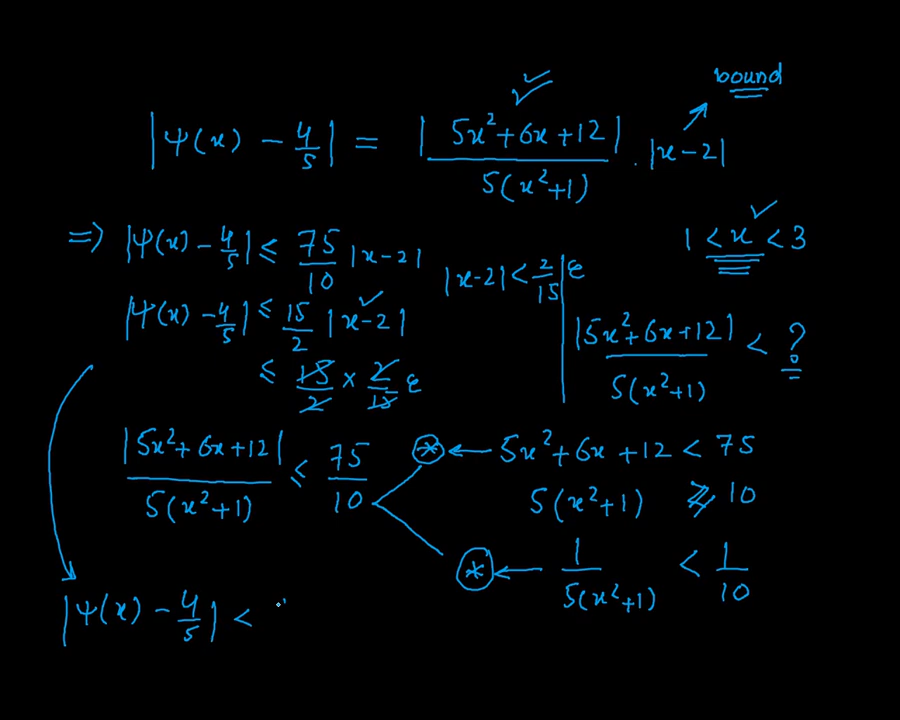 bound
|Ψ(x) - 4/5| = |5x²+6x+12| / 5(x²+1) . |x-2|
1 < x < 3
=> |Ψ(x) - 4/5| ≤ 75/10 |x-2|
|x-2| < 2/15 ε
|Ψ(x) - 4/5| ≤ 15/2 |x-2|
|5x²+6x+12| / 5(x²+1) < ?
≤ 15/2 × 2/15 ε
|5x²+6x+12| / 5(x²+1) ≤ 75/10
* ← 5x²+6x+12 < 75
5(x²+1) > 10
* ← 1 / 5(x²+1) < 1/10
|Ψ(x) - 4/5| <